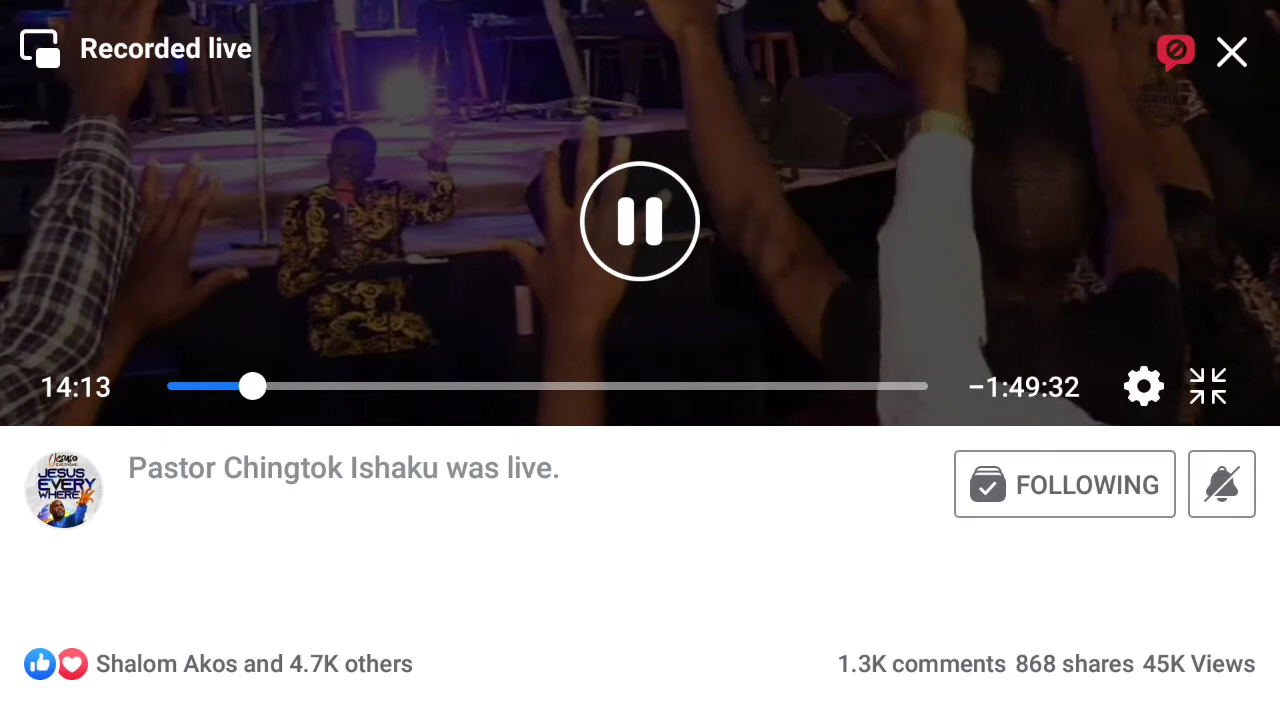 Recorded live
14:13
−1:49:32
Pastor Chingtok Ishaku was live.
JESUS
EVERY
WHERE
FOLLOWING
Shalom Akos and 4.7K others
1.3K comments 868 shares 45K Views